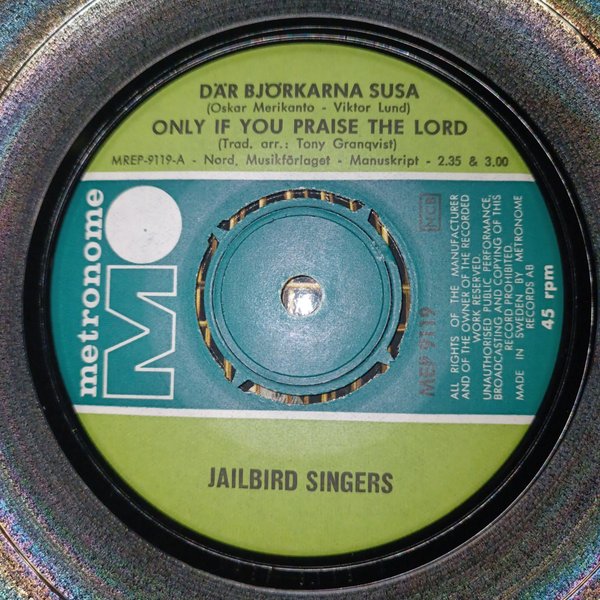 DÄR BJÖRKARNA SUSA
(Oskar Merikanto - Viktor Lund)
ONLY IF YOU PRAISE THE LORD
(Trad. arr.: Tony Granqvist)
MREP-9119-A - Nord. Musikförlaget - Manuskript - 2.35 & 3.00
metronome
M
NCB
MEP 9119
ALL RIGHTS OF THE MANUFACTURER
AND OF THE OWNER OF THE RECORDED
WORK RESERVED.
UNAUTHORISED PUBLIC PERFORMANCE,
BROADCASTING AND COPYING OF THIS
RECORD PROHIBITED.
MADE IN SWEDEN BY METRONOME
RECORDS AB
45 rpm
JAILBIRD SINGERS